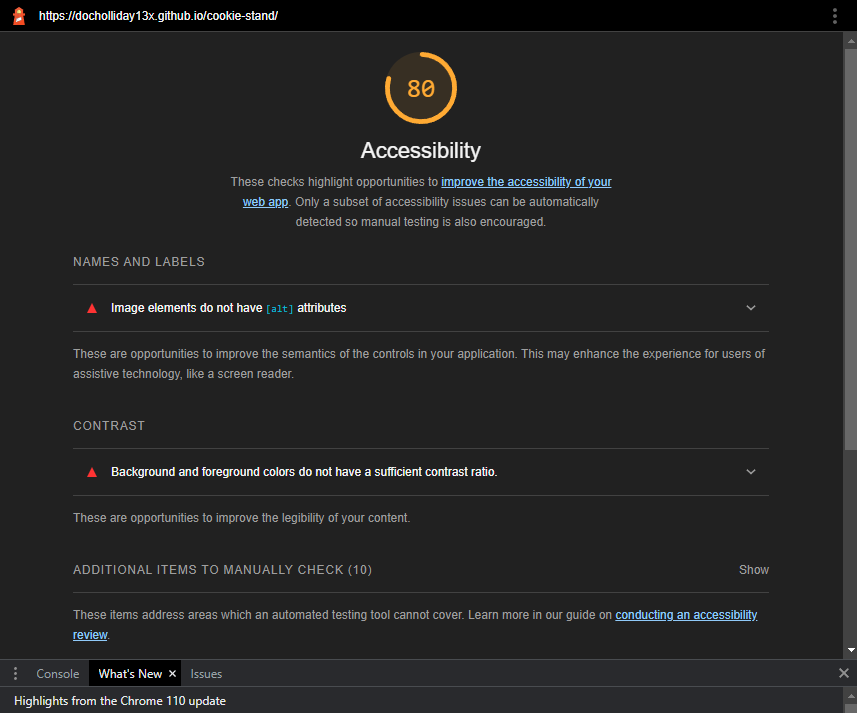 https://docholliday13x.github.io/cookie-stand/
80
Accessibility
These checks highlight opportunities to improve the accessibility of your
web app. Only a subset of accessibility issues can be automatically
detected so manual testing is also encouraged.
NAMES AND LABELS
Image elements do not have [alt] attributes
These are opportunities to improve the semantics of the controls in your application. This may enhance the experience for users of
assistive technology, like a screen reader.
CONTRAST
Background and foreground colors do not have a sufficient contrast ratio.
These are opportunities to improve the legibility of your content.
ADDITIONAL ITEMS TO MANUALLY CHECK (10) Show
These items address areas which an automated testing tool cannot cover. Learn more in our guide on conducting an accessibility
review.
Console What's New × Issues
Highlights from the Chrome 110 update